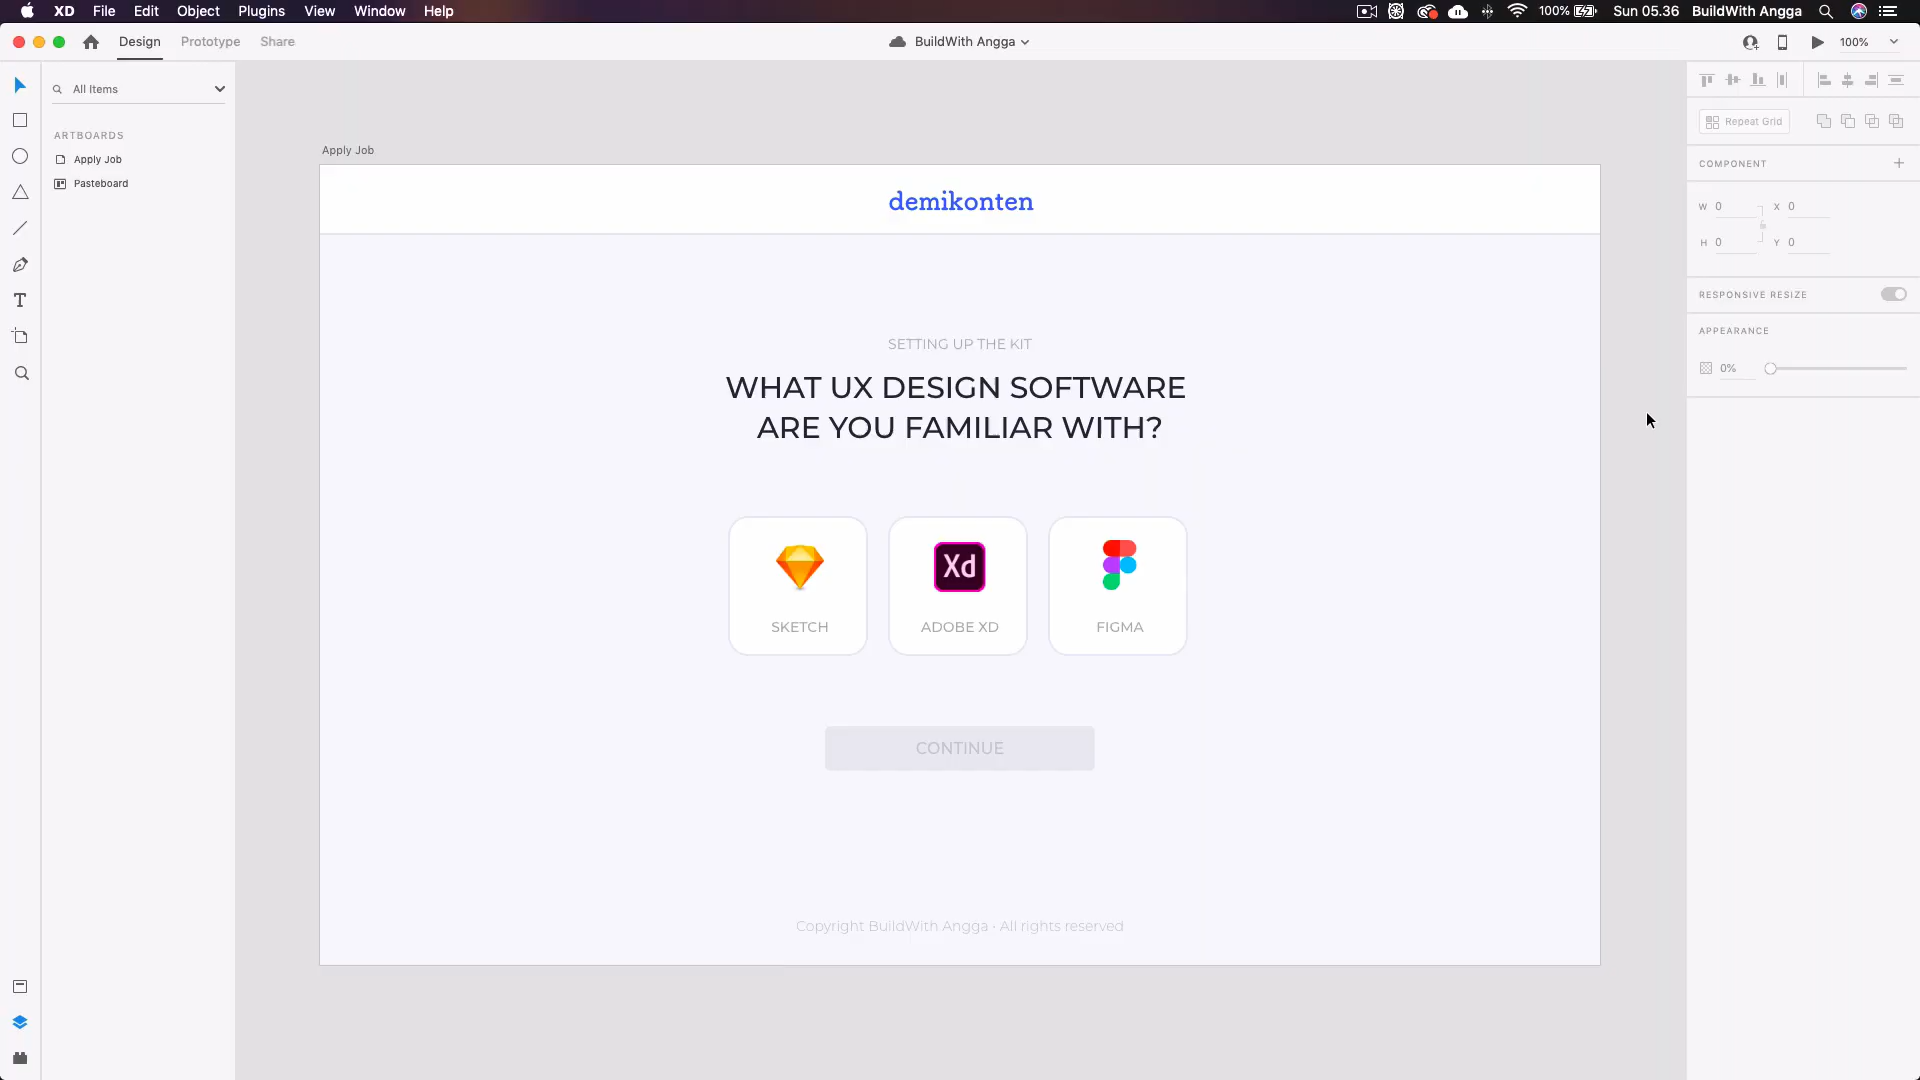 XD File Edit Object Plugins View Window Help
100% Sun 05.36 BuildWith Angga
Design Prototype Share
BuildWith Angga
100%
All Items
ARTBOARDS
Apply Job
Pasteboard
Apply Job
demikonten
SETTING UP THE KIT
WHAT UX DESIGN SOFTWARE
ARE YOU FAMILIAR WITH?
Xd
SKETCH
ADOBE XD
FIGMA
CONTINUE
Copyright BuildWith Angga • All rights reserved
Repeat Grid
COMPONENT
W 0 X 0
H 0 Y 0
RESPONSIVE RESIZE
APPEARANCE
0%